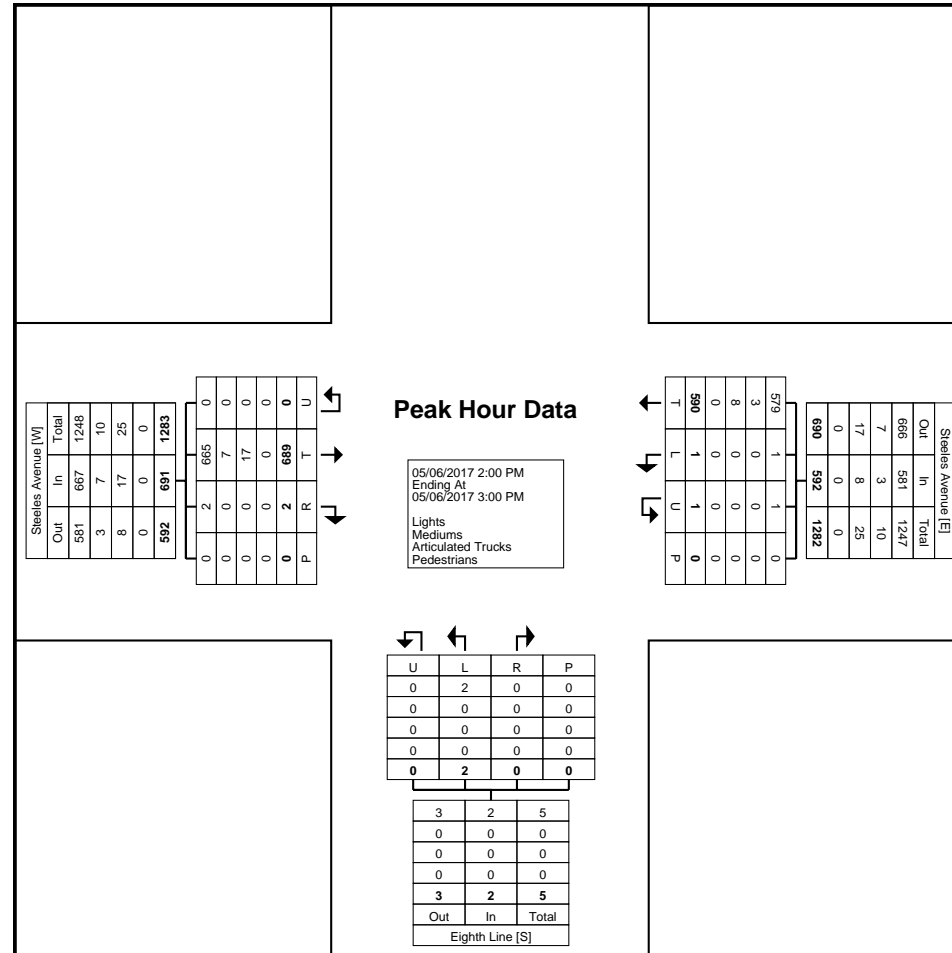 Peak Hour Data
05/06/2017 2:00 PM
Ending At
05/06/2017 3:00 PM
Lights
Mediums
Articulated Trucks
Pedestrians
Steeles Avenue [W]
Total 1248 10 25 0 1283
In 667 7 17 0 691
Out 581 3 8 0 592
0 0 0 0 0 U
665 7 17 0 689 T
2 0 0 0 2 R
0 0 0 0 0 P
T 590 0 8 3 579
L 1 0 0 0 1
U 1 0 0 0 1
P 0 0 0 0 0
Steeles Avenue [E]
Out 666 7 17 0 690
In 581 3 8 0 592
Total 1247 10 25 0 1282
U L R P
0 2 0 0
0 0 0 0
0 0 0 0
0 0 0 0
0 2 0 0
3 2 5
0 0 0
0 0 0
0 0 0
3 2 5
Out In Total
Eighth Line [S]